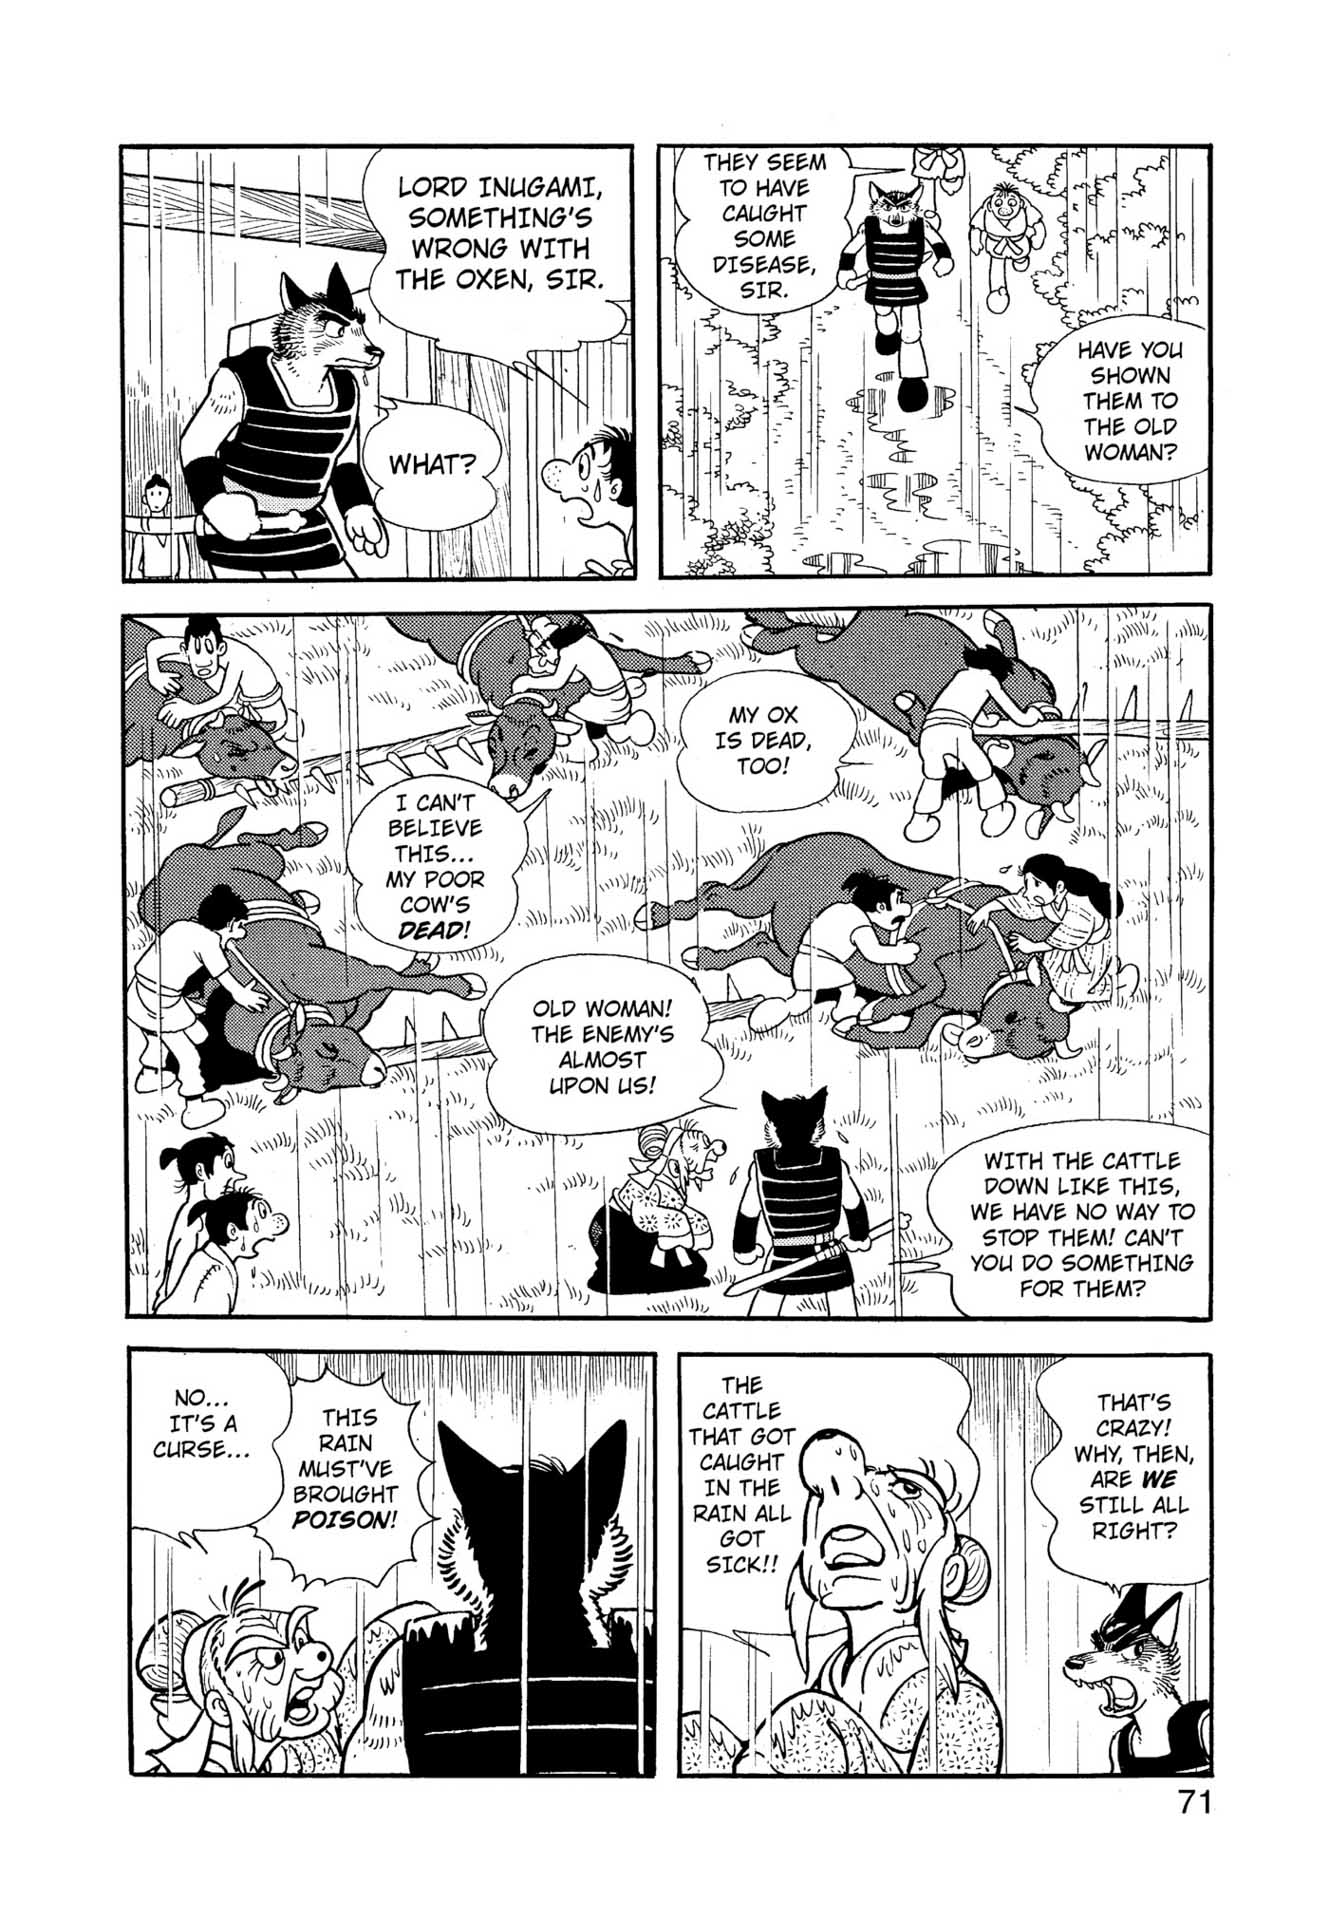 LORD INUGAMI,
SOMETHING'S
WRONG WITH
THE OXEN, SIR.
WHAT?
THEY SEEM
TO HAVE
CAUGHT
SOME
DISEASE,
SIR.
HAVE YOU
SHOWN
THEM TO
THE OLD
WOMAN?
MY OX
IS DEAD,
TOO!
I CAN'T
BELIEVE
THIS...
MY POOR
COW'S
DEAD!
OLD WOMAN!
THE ENEMY'S
ALMOST
UPON US!
WITH THE CATTLE
DOWN LIKE THIS,
WE HAVE NO WAY TO
STOP THEM! CAN'T
YOU DO SOMETHING
FOR THEM?
NO...
IT'S A
CURSE...
THIS
RAIN
MUST'VE
BROUGHT
POISON!
THE
CATTLE
THAT GOT
CAUGHT
IN THE
RAIN ALL
GOT
SICK!!
THAT'S
CRAZY!
WHY, THEN,
ARE WE
STILL ALL
RIGHT?
71